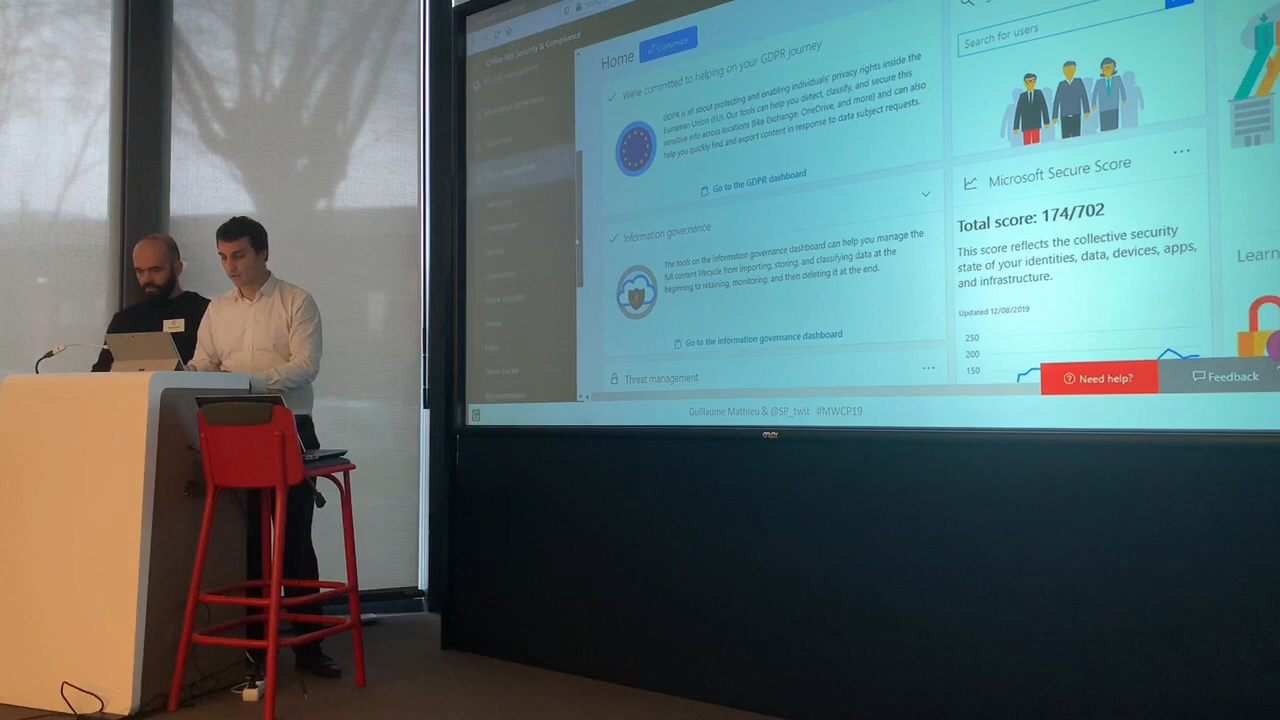 Office 365 Security & Compliance
Home
Customize
We're committed to helping on your GDPR journey
GDPR is all about protecting and enabling individuals' privacy rights inside the
European Union (EU). Our tools can help you detect, classify, and secure this
sensitive info across locations (like Exchange, OneDrive, and more) and can also
help you quickly find and export content in response to data subject requests.
Go to the GDPR dashboard
Information governance
The tools on the information governance dashboard can help you manage the
full content lifecycle from importing, storing, and classifying data at the
beginning to retaining, monitoring, and then deleting it at the end.
Go to the information governance dashboard
Threat management
Search for users
Microsoft Secure Score
Total score: 174/702
This score reflects the collective security
state of your identities, data, devices, apps,
and infrastructure.
Updated 12/08/2019
250
200
150
Learn
Need help?
Feedback
Guillaume Mathieu & @SP_twit #MWCP19